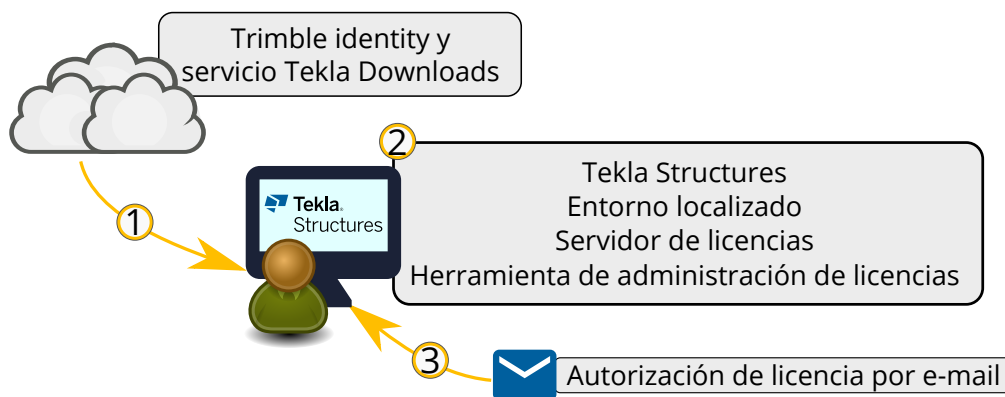 Trimble identity y
servicio Tekla Downloads
2
Tekla Structures
Entorno localizado
Servidor de licencias
Herramienta de administración de licencias
Tekla.
Structures
1
3
Autorización de licencia por e-mail